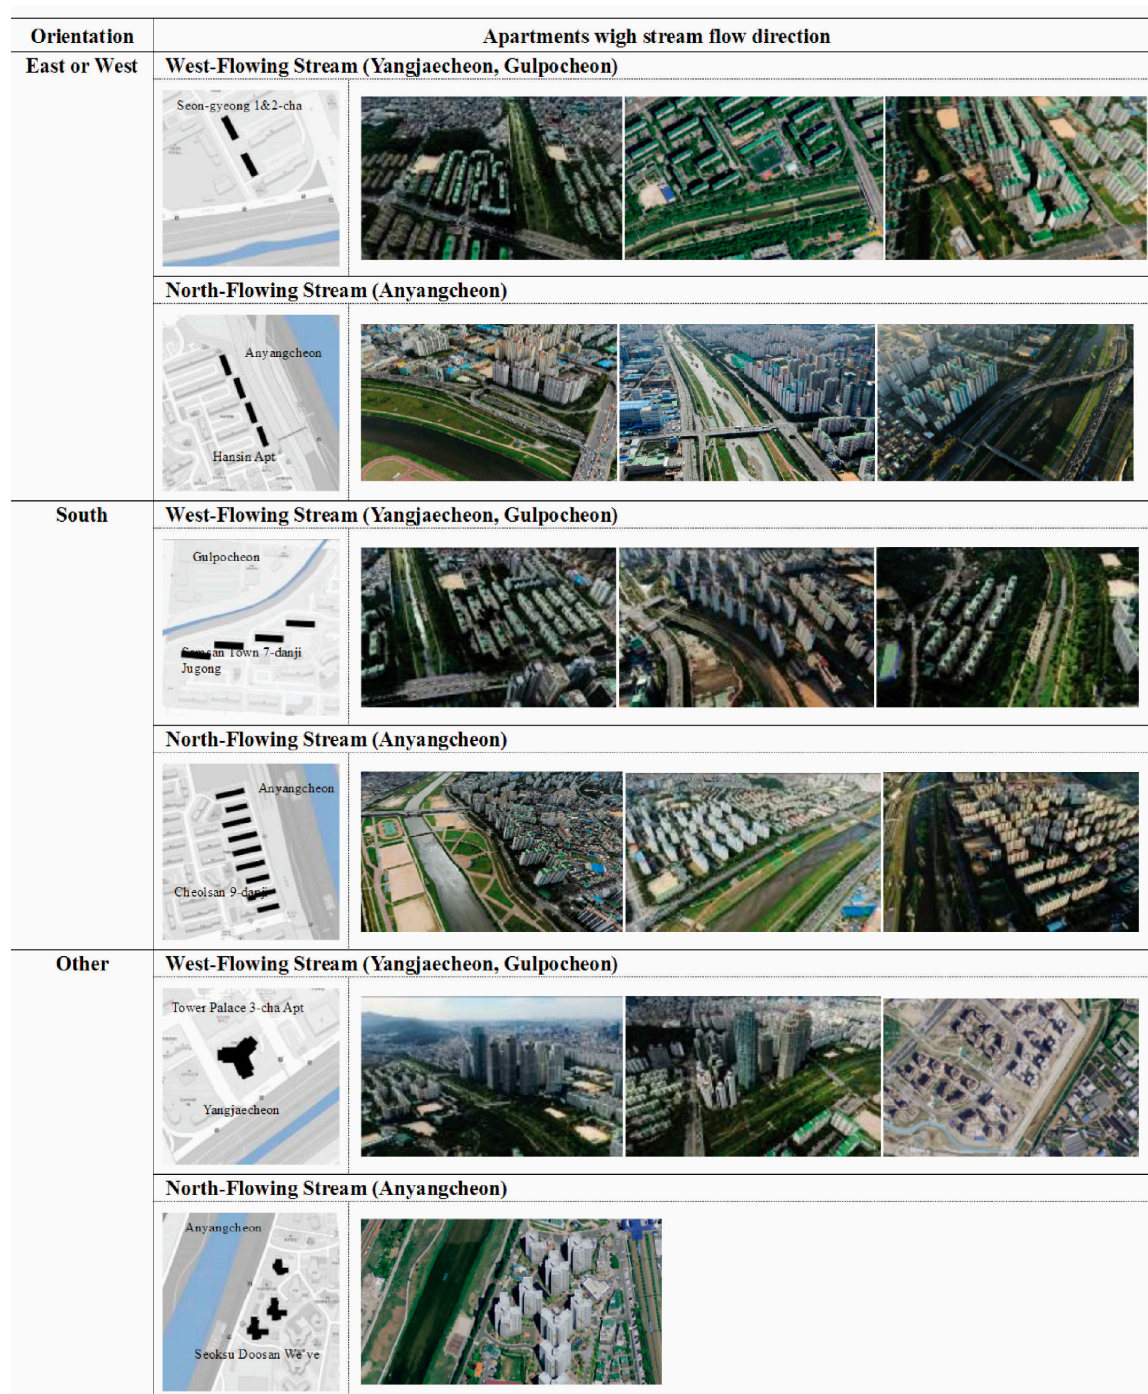 Orientation
Apartments wigh stream flow direction
East or West
West-Flowing Stream (Yangjaecheon, Gulpocheon)
Seon-gyeong 1&2-cha
North-Flowing Stream (Anyangcheon)
Anyangcheon
Hansin Apt
South
West-Flowing Stream (Yangjaecheon, Gulpocheon)
Gulpocheon
Samsan Town 7-danji
Jugong
North-Flowing Stream (Anyangcheon)
Anyangcheon
Cheolsan 9-danji
Other
West-Flowing Stream (Yangjaecheon, Gulpocheon)
Tower Palace 3-cha Apt
Yangjaecheon
North-Flowing Stream (Anyangcheon)
Anyangcheon
Seoksu Doosan We've